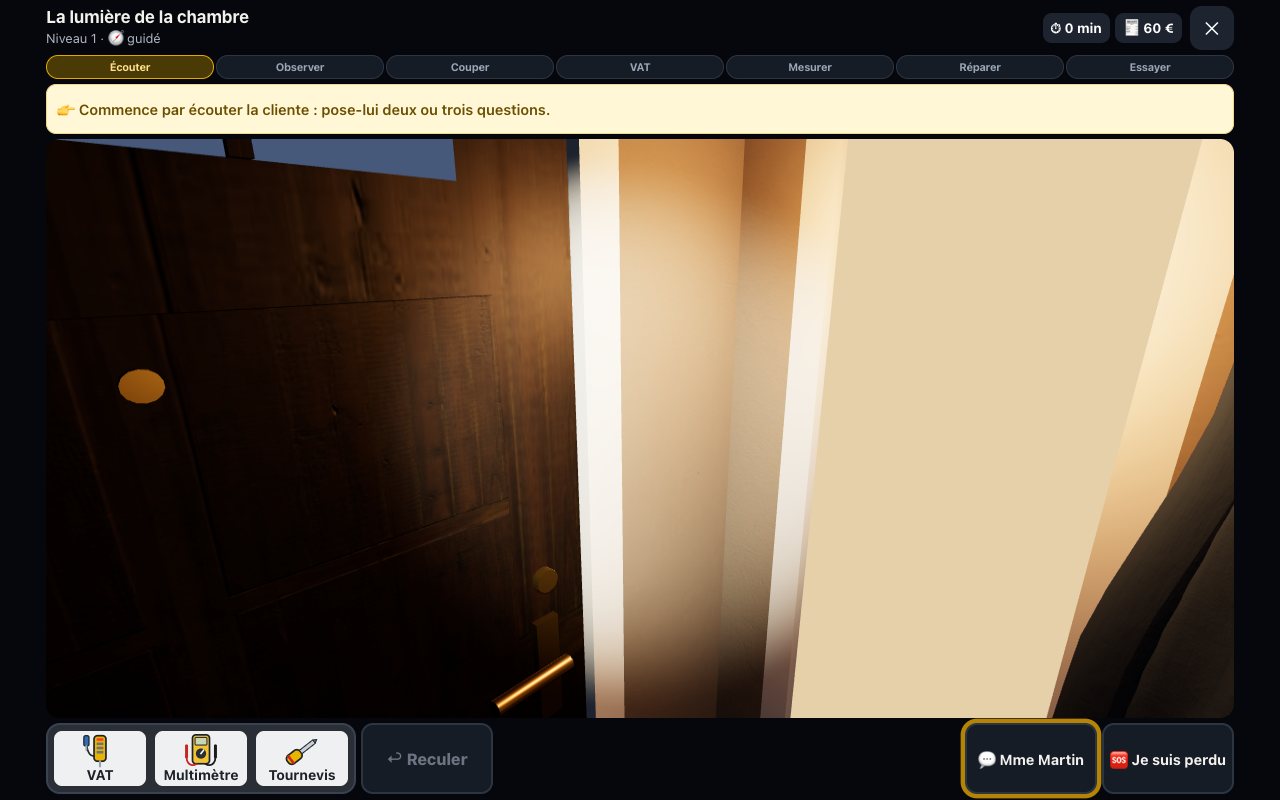 La lumière de la chambre
Niveau 1 · 🧭 guidé
⏱ 0 min
🧾 60 €
✕
Écouter
Observer
Couper
VAT
Mesurer
Réparer
Essayer
👉 Commence par écouter la cliente : pose-lui deux ou trois questions.
VAT
Multimètre
Tournevis
↩ Reculer
💬 Mme Martin
🆘 Je suis perdu